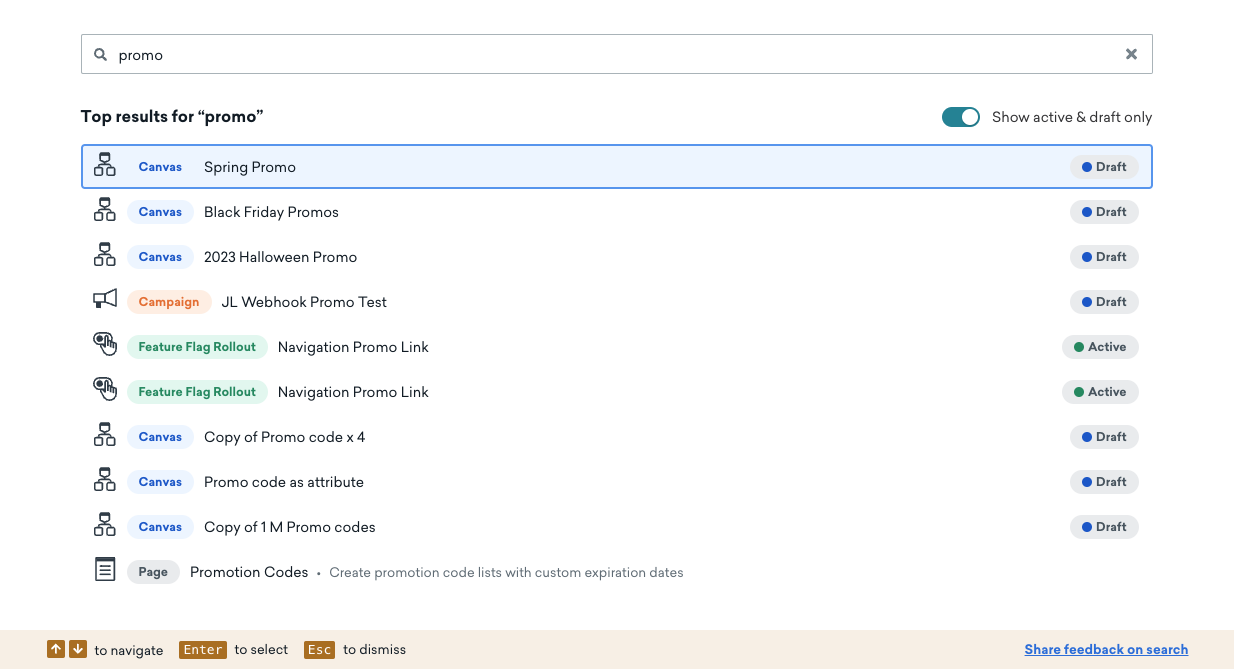 promo
Top results for “promo”
Show active & draft only
Canvas Spring Promo Draft
Canvas Black Friday Promos Draft
Canvas 2023 Halloween Promo Draft
Campaign JL Webhook Promo Test Draft
Feature Flag Rollout Navigation Promo Link Active
Feature Flag Rollout Navigation Promo Link Active
Canvas Copy of Promo code x 4 Draft
Canvas Promo code as attribute Draft
Canvas Copy of 1 M Promo codes Draft
Page Promotion Codes • Create promotion code lists with custom expiration dates
↑ ↓ to navigate Enter to select Esc to dismiss Share feedback on search